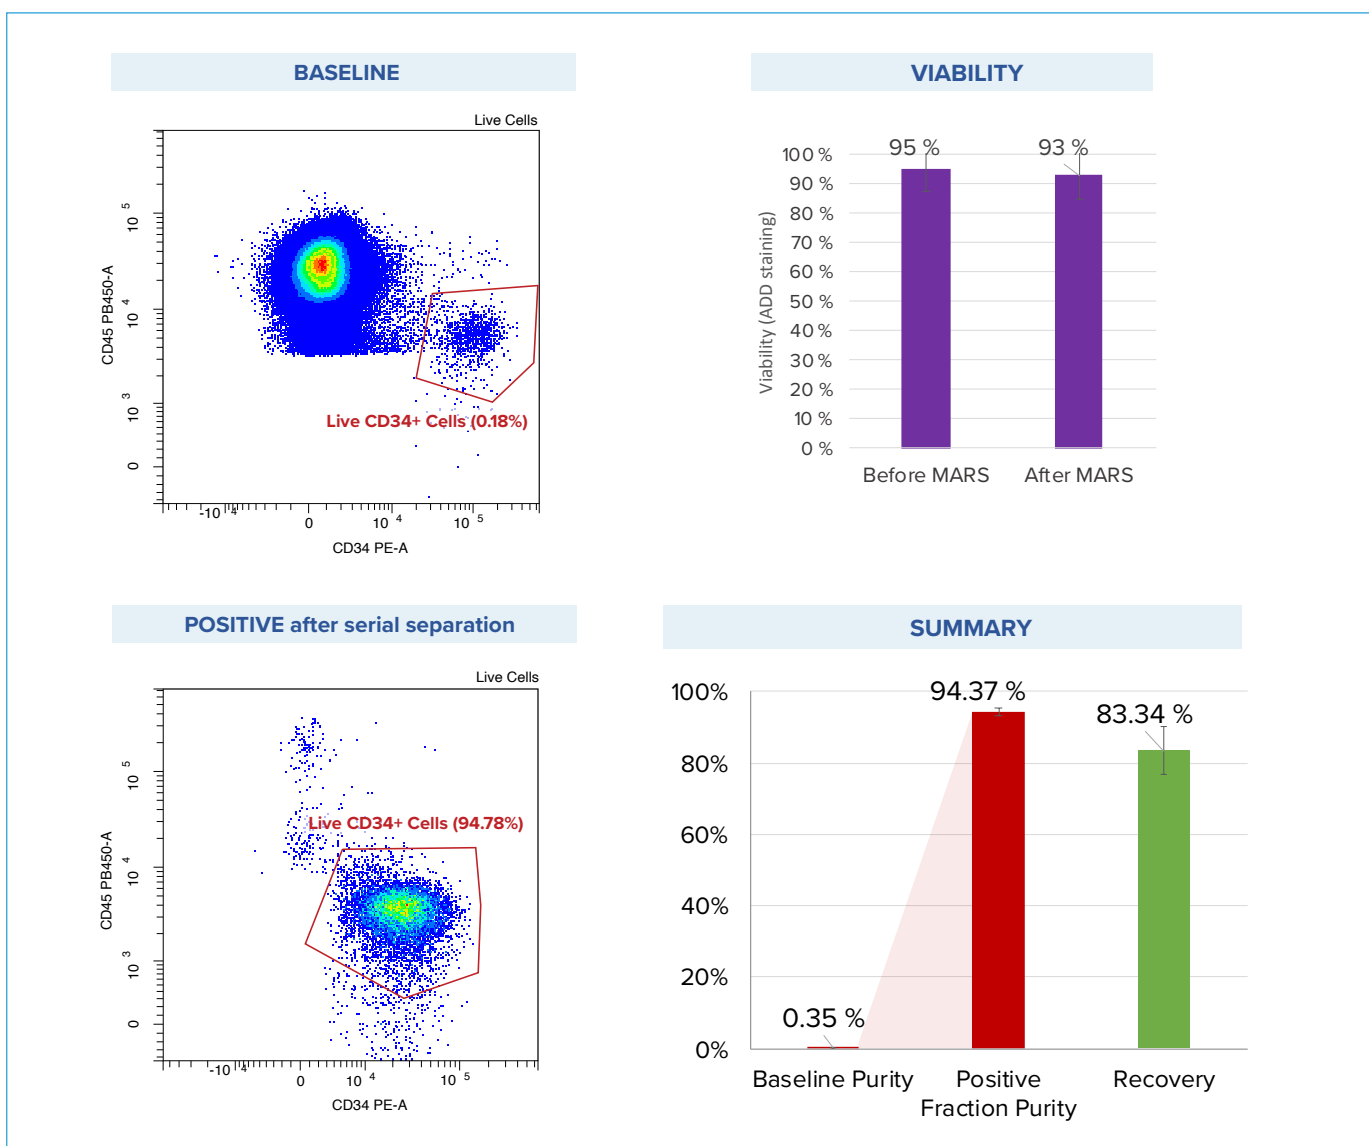 BASELINE
Live Cells
CD45 PB450-A
10 5
10 4
10 3
0
-10 4
0
10 4
10 5
CD34 PE-A
Live CD34+ Cells (0.18%)
VIABILITY
Viability (ADD staining)
100 %
90 %
80 %
70 %
60 %
50 %
40 %
30 %
20 %
10 %
0 %
95 %
93 %
Before MARS
After MARS
POSITIVE after serial separation
Live Cells
CD45 PB450-A
10 5
10 4
10 3
0
-10 4
0
10 4
10 5
CD34 PE-A
Live CD34+ Cells (94.78%)
SUMMARY
100%
80%
60%
40%
20%
0%
0.35 %
94.37 %
83.34 %
Baseline Purity
Positive
Fraction Purity
Recovery